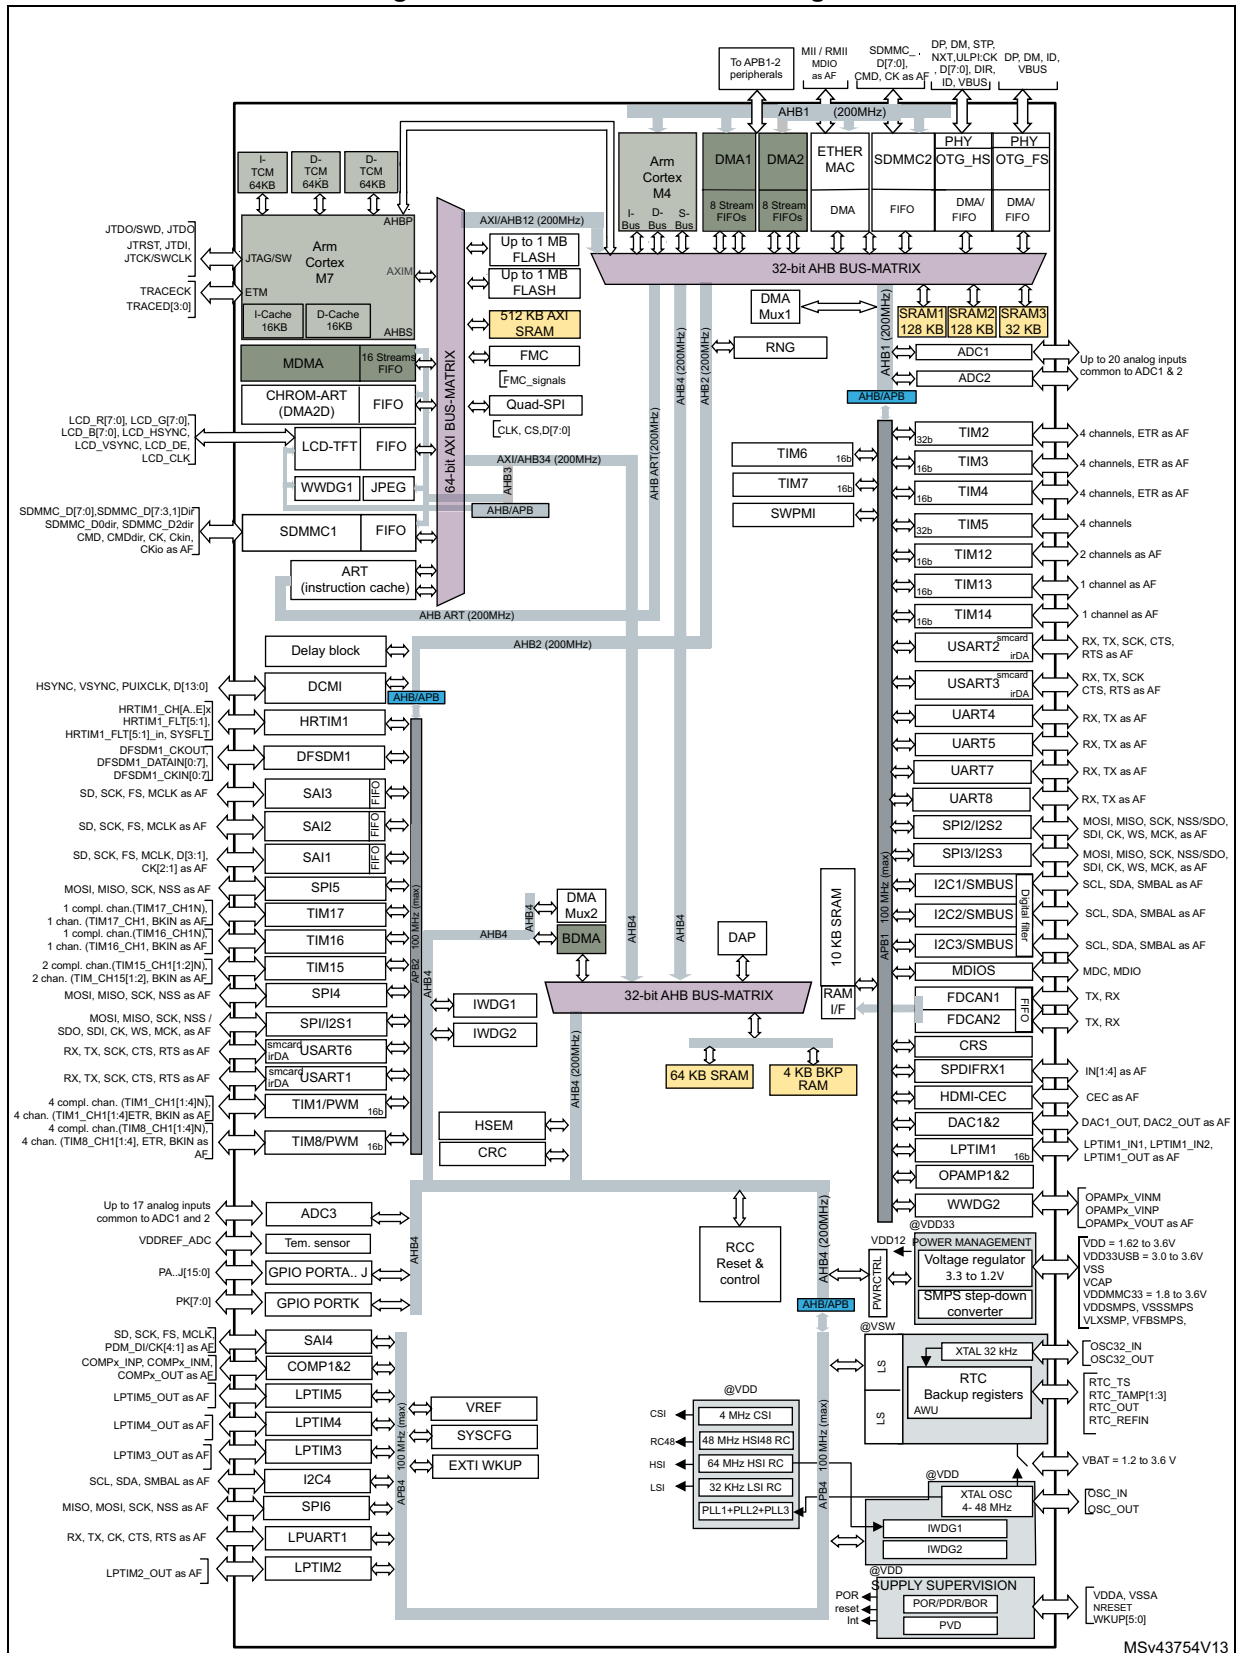 To APB1-2
peripherals
MII / RMII
MDIO
as AF
SDMMC_
D[7:0],
CMD, CK as AF
DP, DM, STP,
NXT,ULPI:CK
, D[7:0], DIR,
ID, VBUS
DP, DM, ID,
VBUS
AHB1 (200MHz)
I-
TCM
64KB
D-
TCM
64KB
D-
TCM
64KB
AHBP
Arm
Cortex
M7
JTAG/SW
ETM
AXIM
AHBS
I-Cache
16KB
D-Cache
16KB
JTDO/SWD, JTDO
JTRST, JTDI,
JTCK/SWCLK
TRACECK
TRACED[3:0]
MDMA
16 Streams
FIFO
CHROM-ART
(DMA2D)
FIFO
LCD_R[7:0], LCD_G[7:0],
LCD_B[7:0], LCD_HSYNC,
LCD_VSYNC, LCD_DE,
LCD_CLK
LCD-TFT
FIFO
WWDG1
JPEG
SDMMC_D[7:0],SDMMC_D[7:3,1]Dir
SDMMC_D0dir, SDMMC_D2dir
CMD, CMDdir, CK, Ckin,
CKio as AF
SDMMC1
FIFO
ART
(instruction cache)
64-bit AXI BUS-MATRIX
AXI/AHB12 (200MHz)
Up to 1 MB
FLASH
Up to 1 MB
FLASH
512 KB AXI
SRAM
FMC
FMC_signals
Quad-SPI
CLK, CS,D[7:0]
AXI/AHB34 (200MHz)
AHB3
AHB/APB
AHB ART (200MHz)
AHB2 (200MHz)
Arm
Cortex
M4
I-
Bus
D-
Bus
S-
Bus
DMA1
8 Stream
FIFOs
DMA2
8 Stream
FIFOs
ETHER
MAC
DMA
SDMMC2
FIFO
PHY
OTG_HS
DMA/
FIFO
PHY
OTG_FS
DMA/
FIFO
32-bit AHB BUS-MATRIX
AHB ART(200MHz)
AHB4 (200MHz)
AHB2 (200MHz)
DMA
Mux1
RNG
AHB1 (200MHz)
SRAM1
128 KB
SRAM2
128 KB
SRAM3
32 KB
ADC1
ADC2
Up to 20 analog inputs
common to ADC1 & 2
AHB/APB
TIM6
16b
TIM7
16b
SWPMI
APB1 100 MHz (max)
TIM2
32b
4 channels, ETR as AF
TIM3
16b
4 channels, ETR as AF
TIM4
16b
4 channels, ETR as AF
TIM5
32b
4 channels
TIM12
16b
2 channels as AF
TIM13
16b
1 channel as AF
TIM14
16b
1 channel as AF
USART2
smcard
irDA
RX, TX, SCK, CTS,
RTS as AF
USART3
smcard
irDA
RX, TX, SCK
CTS, RTS as AF
UART4
RX, TX as AF
UART5
RX, TX as AF
UART7
RX, TX as AF
UART8
RX, TX as AF
SPI2/I2S2
MOSI, MISO, SCK, NSS/SDO,
SDI, CK, WS, MCK, as AF
SPI3/I2S3
MOSI, MISO, SCK, NSS/SDO,
SDI, CK, WS, MCK, as AF
I2C1/SMBUS
SCL, SDA, SMBAL as AF
I2C2/SMBUS
SCL, SDA, SMBAL as AF
I2C3/SMBUS
SCL, SDA, SMBAL as AF
Digital filter
MDIOS
MDC, MDIO
FDCAN1
TX, RX
FDCAN2
TX, RX
FIFO
CRS
SPDIFRX1
IN[1:4] as AF
HDMI-CEC
CEC as AF
DAC1&2
DAC1_OUT, DAC2_OUT as AF
LPTIM1
16b
LPTIM1_IN1, LPTIM1_IN2,
LPTIM1_OUT as AF
OPAMP1&2
WWDG2
OPAMPx_VINM
OPAMPx_VINP
OPAMPx_VOUT as AF
10 KB SRAM
RAM
I/F
Delay block
HSYNC, VSYNC, PUIXCLK, D[13:0]
DCMI
AHB/APB
HRTIM1_CH[A..E]x
HRTIM1_FLT[5:1],
HRTIM1_FLT[5:1]_in, SYSFLT
HRTIM1
DFSDM1_CKOUT,
DFSDM1_DATAIN[0:7],
DFSDM1_CKIN[0:7]
DFSDM1
SD, SCK, FS, MCLK as AF
SAI3
FIFO
SD, SCK, FS, MCLK as AF
SAI2
FIFO
SD, SCK, FS, MCLK, D[3:1],
CK[2:1] as AF
SAI1
FIFO
MOSI, MISO, SCK, NSS as AF
SPI5
1 compl. chan.(TIM17_CH1N),
1 chan. (TIM17_CH1, BKIN as AF
TIM17
1 compl. chan.(TIM16_CH1N),
1 chan. (TIM16_CH1, BKIN as AF
TIM16
2 compl. chan.(TIM15_CH1[1:2]N),
2 chan. (TIM_CH15[1:2], BKIN as AF
TIM15
MOSI, MISO, SCK, NSS as AF
SPI4
MOSI, MISO, SCK, NSS /
SDO, SDI, CK, WS, MCK, as AF
SPI/I2S1
RX, TX, SCK, CTS, RTS as AF
smcard
irDA
USART6
RX, TX, SCK, CTS, RTS as AF
smcard
irDA
USART1
4 compl. chan. (TIM1_CH1[1:4]N),
4 chan. (TIM1_CH1[1:4]ETR, BKIN as AF
TIM1/PWM
16b
4 compl. chan. (TIM8_CH1[1:4]N),
4 chan. (TIM8_CH1[1:4], ETR, BKIN as
AF
TIM8/PWM
16b
APB2 100 MHz (max)
AHB4
AHB4
AHB4
DMA
Mux2
BDMA
AHB4
AHB4
DAP
32-bit AHB BUS-MATRIX
IWDG1
IWDG2
AHB4 (200MHz)
64 KB SRAM
4 KB BKP
RAM
HSEM
CRC
Up to 17 analog inputs
common to ADC1 and 2
ADC3
VDDREF_ADC
Tem. sensor
PA..J[15:0]
GPIO PORTA.. J
PK[7:0]
GPIO PORTK
AHB4
RCC
Reset &
control
AHB4 (200MHz)
AHB/APB
@VDD33
VDD12
PWRCTRL
POWER MANAGEMENT
Voltage regulator
3.3 to 1.2V
SMPS step-down
converter
VDD = 1.62 to 3.6V
VDD33USB = 3.0 to 3.6V
VSS
VCAP
VDDMMC33 = 1.8 to 3.6V
VDDSMPS, VSSSMPS
VLXSMP, VFBSMPS,
SD, SCK, FS, MCLK,
PDM_DI/CK[4:1] as AF
SAI4
COMPx_INP, COMPx_INM,
COMPx_OUT as AF
COMP1&2
LPTIM5_OUT as AF
LPTIM5
LPTIM4_OUT as AF
LPTIM4
LPTIM3_OUT as AF
LPTIM3
SCL, SDA, SMBAL as AF
I2C4
MISO, MOSI, SCK, NSS as AF
SPI6
RX, TX, CK, CTS, RTS as AF
LPUART1
LPTIM2_OUT as AF
LPTIM2
APB4 100 MHz (max)
VREF
SYSCFG
EXTI WKUP
@VDD
CSI
4 MHz CSI
RC48
48 MHz HSI48 RC
HSI
64 MHz HSI RC
LSI
32 KHz LSI RC
PLL1+PLL2+PLL3
APB4 100 MHz (max)
@VSW
LS
LS
XTAL 32 kHz
RTC
Backup registers
AWU
OSC32_IN
OSC32_OUT
RTC_TS
RTC_TAMP[1:3]
RTC_OUT
RTC_REFIN
VBAT = 1.2 to 3.6 V
@VDD
XTAL OSC
4- 48 MHz
OSC_IN
OSC_OUT
IWDG1
IWDG2
@VDD
SUPPLY SUPERVISION
POR
reset
Int
POR/PDR/BOR
PVD
VDDA, VSSA
NRESET
WKUP[5:0]
MSv43754V13